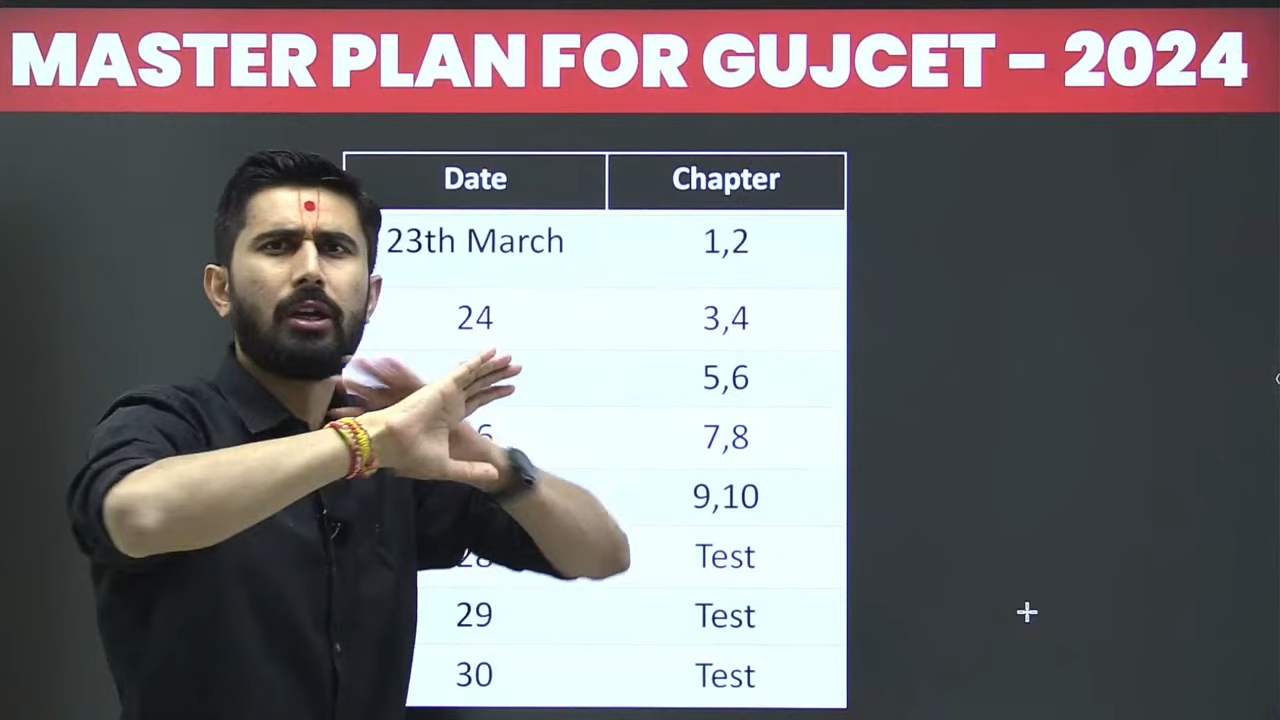 MASTER PLAN FOR GUJCET - 2024
Date Chapter
23th March 1,2
24 3,4
5,6
7,8
9,10
Test
29 Test
30 Test